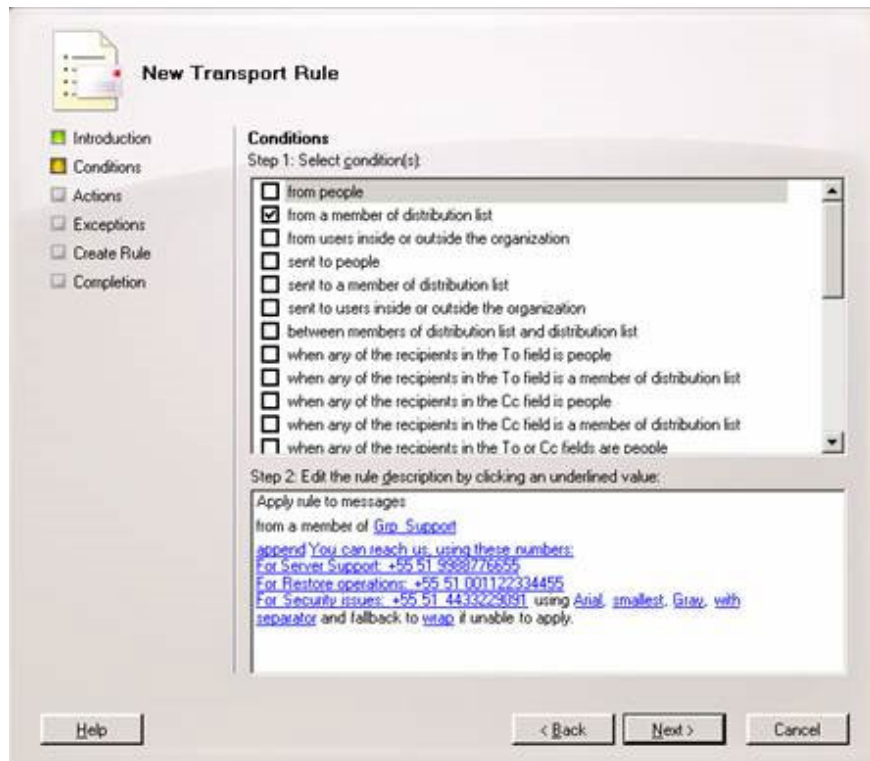 New Transport Rule
Introduction
Conditions
Actions
Exceptions
Create Rule
Completion
Conditions
Step 1: Select condition(s):
from people
from a member of distribution list
from users inside or outside the organization
sent to people
sent to a member of distribution list
sent to users inside or outside the organization
between members of distribution list and distribution list
when any of the recipients in the To field is people
when any of the recipients in the To field is a member of distribution list
when any of the recipients in the Cc field is people
when any of the recipients in the Cc field is a member of distribution list
when any of the recipients in the To or Cc fields are people
Step 2: Edit the rule description by clicking an underlined value:
Apply rule to messages
from a member of Grp_Support
append You can reach us, using these numbers:
For Server Support: +55 51 9988776655
For Restore operations: +55 51 001122334455
For Security issues: +55 51 4433229091 using Arial, smallest, Gray, with
separator and fallback to wrap if unable to apply.
Help
< Back
Next >
Cancel